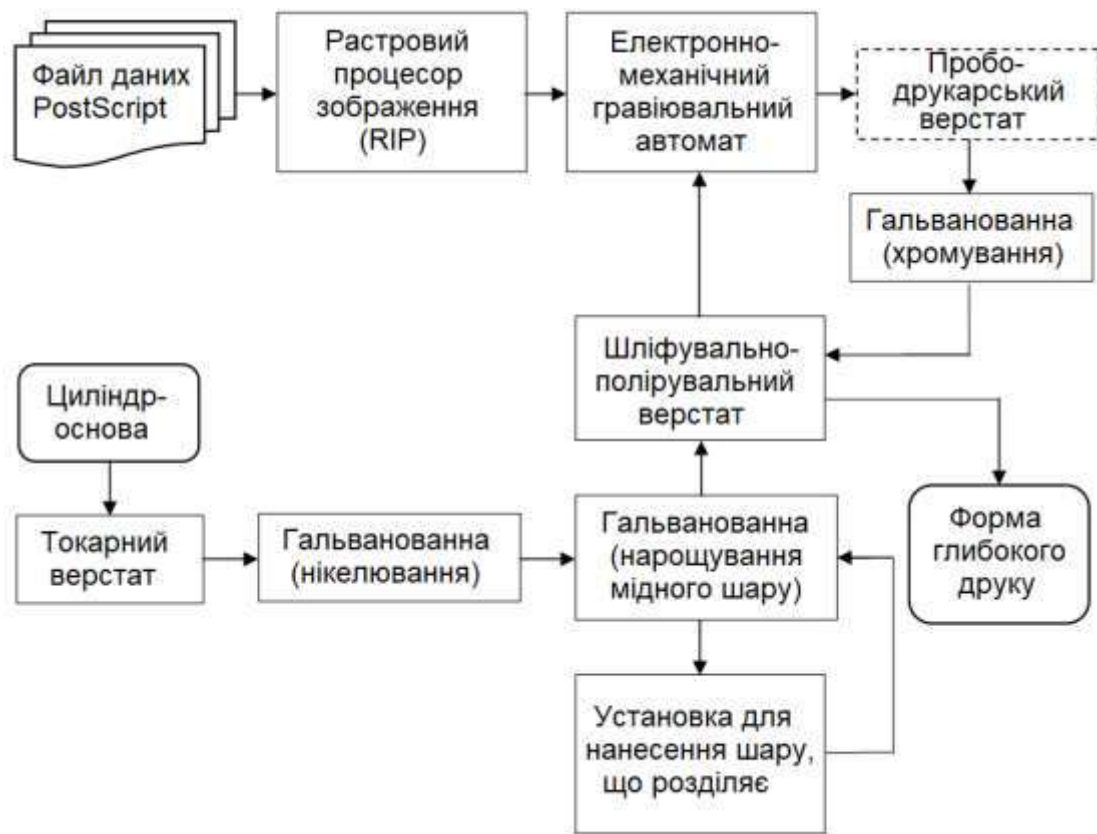 Файл даних
PostScript
Растровий
процесор
зображення
(RIP)
Електронно-
механічний
гравіювальний
автомат
Пробо-
друкарський
верстат
Гальванованна
(хромування)
Шліфувально-
полірувальний
верстат
Циліндр-
основа
Токарний
верстат
Гальванованна
(нікелювання)
Гальванованна
(нарощування
мідного шару)
Форма
глибокого
друку
Установка для
нанесення шару,
що розділяє